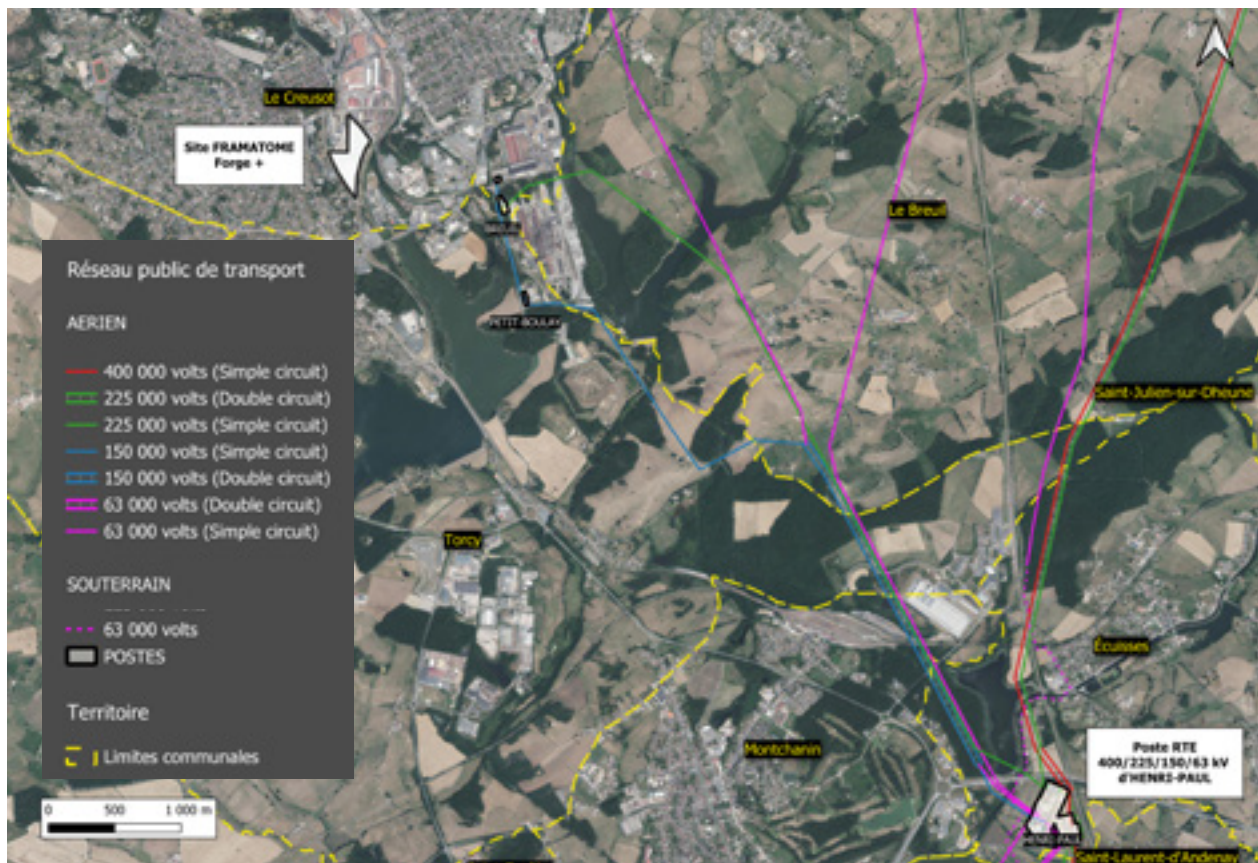 Le Creusot
Site FRAMATOME
Forge +
Le Breuil
BREUIL
PETIT-BOULAY
Réseau public de transport
AERIEN
400 000 volts (Simple circuit)
225 000 volts (Double circuit)
225 000 volts (Simple circuit)
150 000 volts (Simple circuit)
150 000 volts (Double circuit)
63 000 volts (Double circuit)
63 000 volts (Simple circuit)
SOUTERRAIN
63 000 volts
POSTES
Territoire
Limites communales
0 500 1 000 m
Saint-Julien-sur-Dheune
Torcy
Écuisses
Montchanin
Poste RTE
400/225/150/63 kV
d'HENRI-PAUL
HENRI-PAUL
Saint-Laurent-d'Andenay